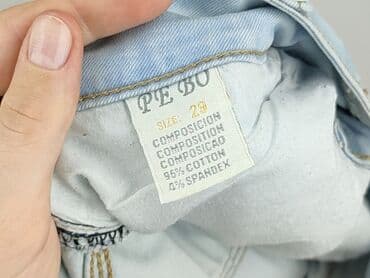 PE BO
SIZE: 29
COMPOSICION
COMPOSITION
COMPOSICAO
96% COTTON
4% SPANDEX